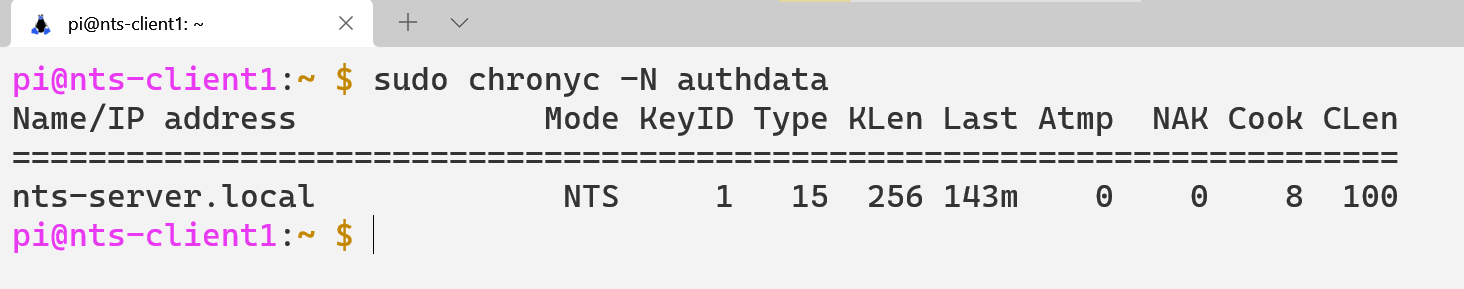 pi@nts-client1: ~
pi@nts-client1:~ $ sudo chronyc -N authdata
Name/IP address             Mode KeyID Type KLen Last Atmp  NAK Cook CLen
=========================================================================
nts-server.local             NTS     1   15  256 143m    0    0    8  100
pi@nts-client1:~ $